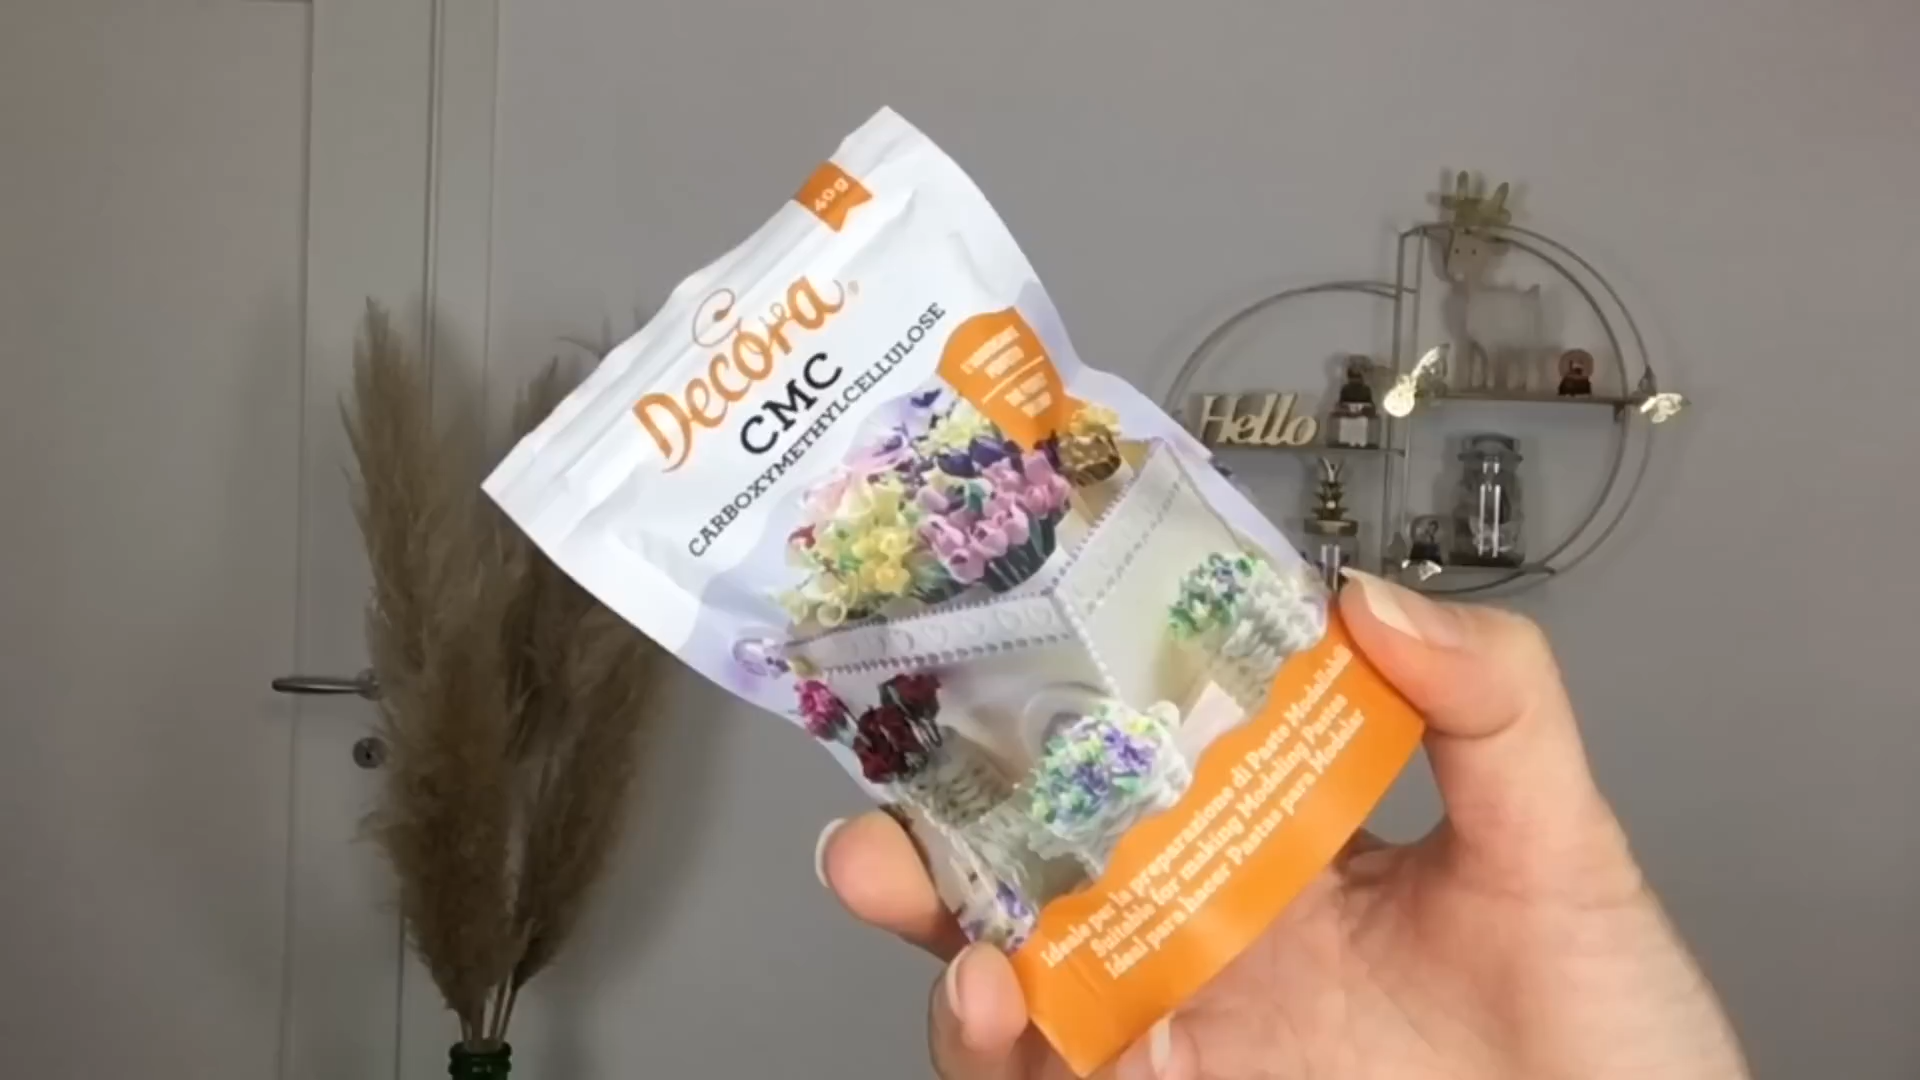 40g
Decora®
CMC
CARBOXYMETHYLCELLULOSE
Hello
Ideale per la preparazione di Paste Modellabili
Suitable for making Modeling Pastes
Ideal para hacer Pastas para Modelar